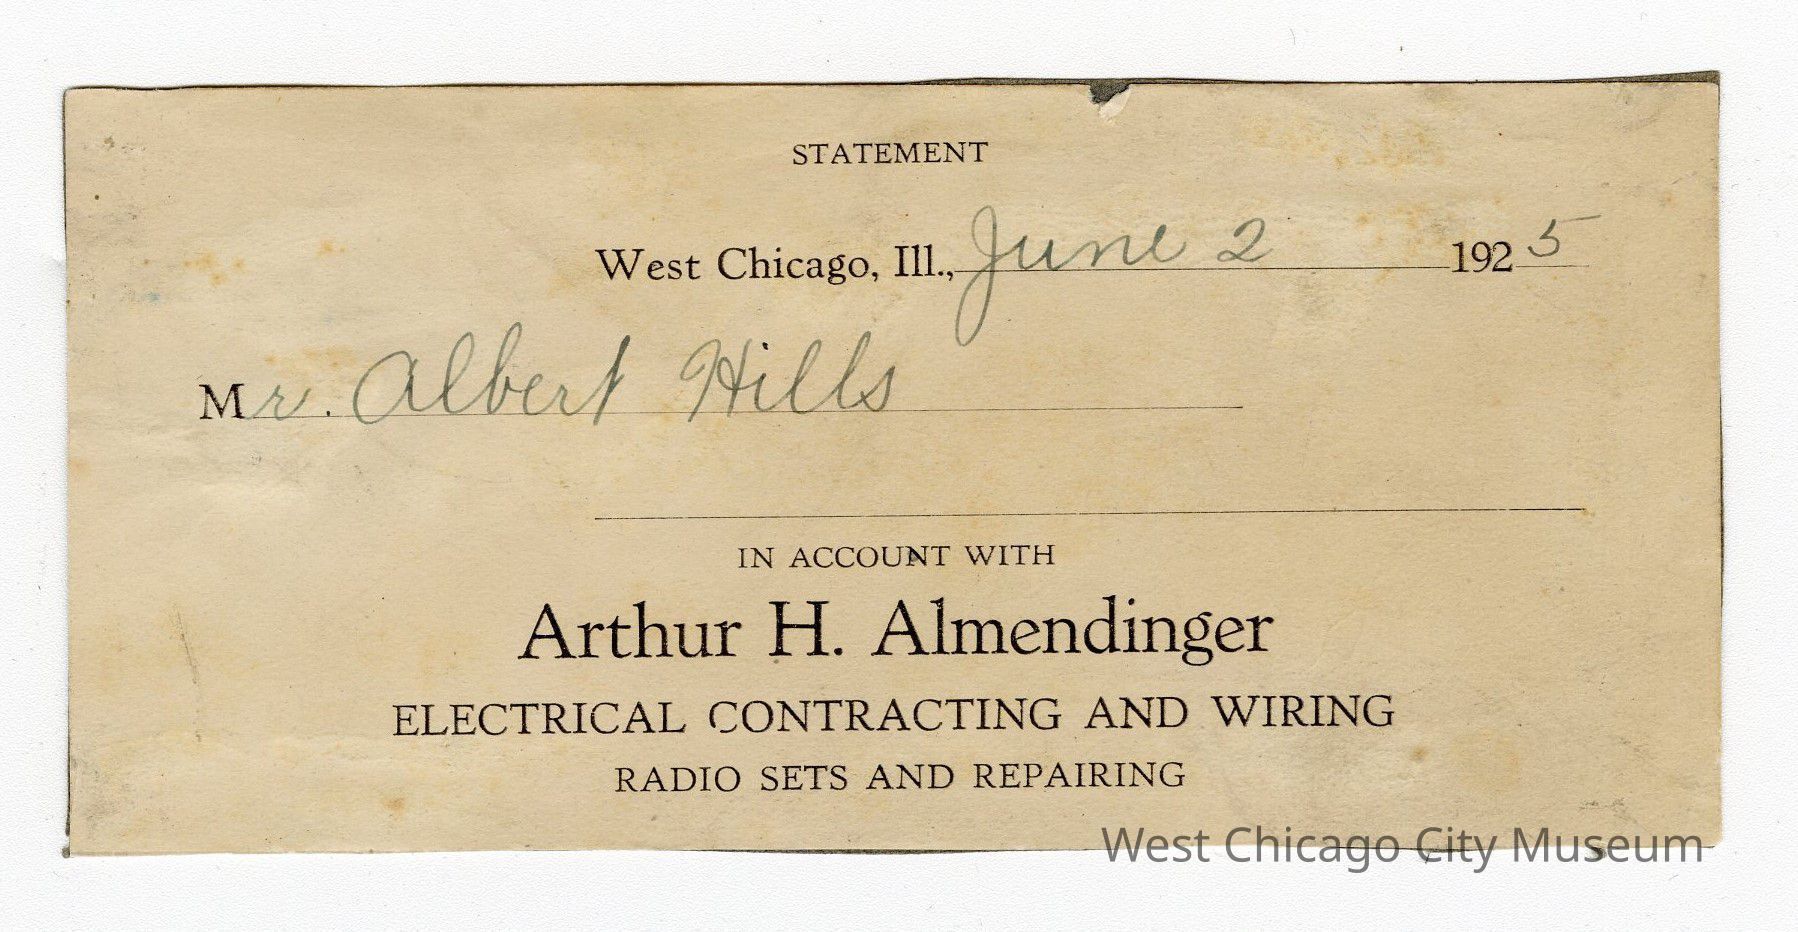 STATEMENT
West Chicago, Ill., June 2 1925
Mr. Albert Hills
IN ACCOUNT WITH
Arthur H. Almendinger
ELECTRICAL CONTRACTING AND WIRING
RADIO SETS AND REPAIRING
West Chicago City Museum